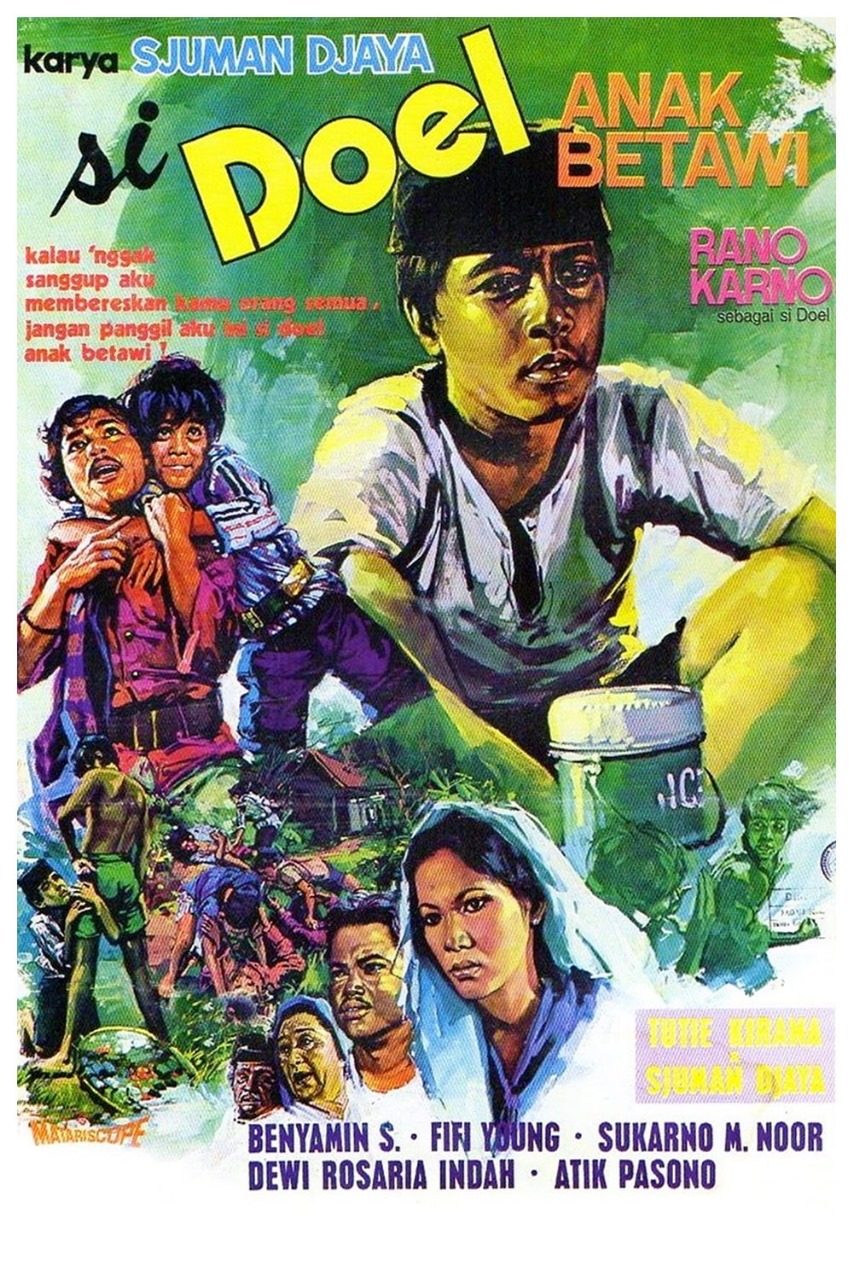 karya SJUMAN DJAYA
si Doel ANAK BETAWI
kalau 'nggak
sanggup aku
membereskan kamu orang semua,
jangan panggil aku ini si doel
anak betawi !
RANO
KARNO
sebagai si Doel
TUTIE KIRANA
&
SJUMAN DJAYA
MATARISCOPE
BENYAMIN S. · FIFI YOUNG · SUKARNO M. NOOR
DEWI ROSARIA INDAH · ATIK PASONO